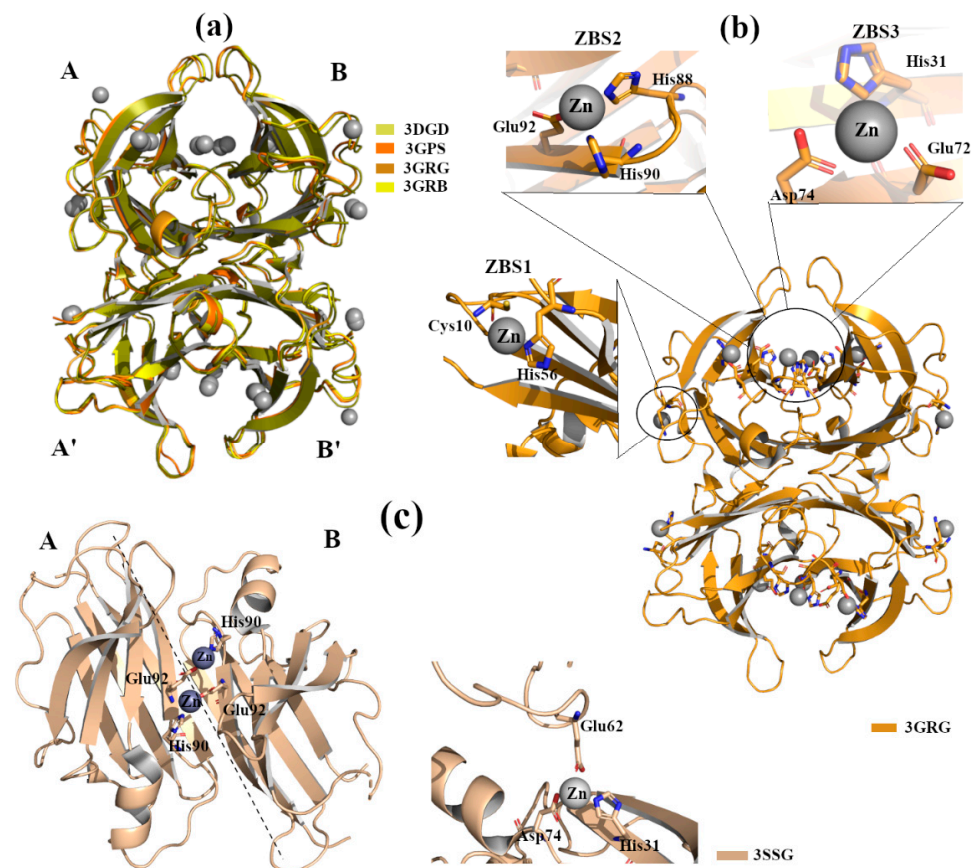 (a)
A
B
3DGD
3GPS
3GRG
3GRB
A'
B'
(b)
ZBS2
His88
Zn
Glu92
His90
ZBS3
His31
Zn
Glu72
Asp74
ZBS1
Cys10
Zn
His56
3GRG
(c)
A
B
His90
Zn
Glu92
Zn
Glu92
His90
Glu62
Zn
Asp74
His31
3SSG